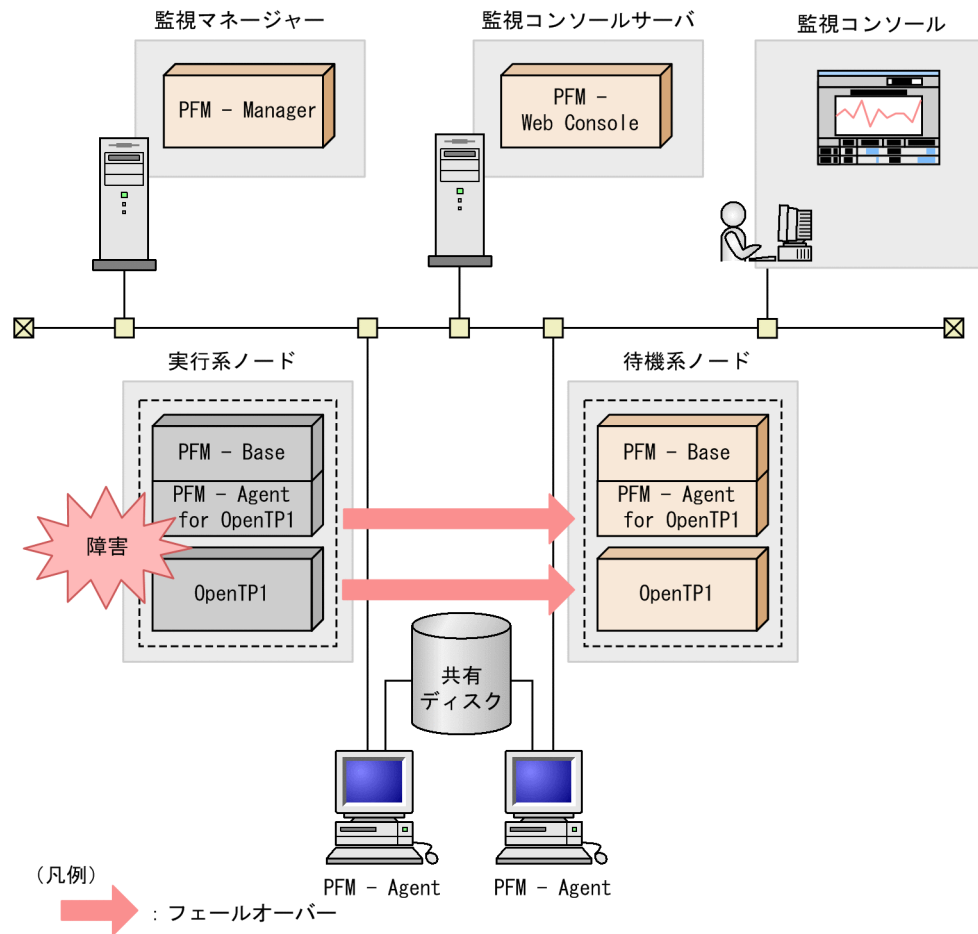 監視マネージャー
監視コンソールサーバ
監視コンソール
PFM − Manager
PFM −
Web Console
実行系ノード
待機系ノード
PFM − Base
PFM − Agent
for OpenTP1
OpenTP1
障害
PFM − Base
PFM − Agent
for OpenTP1
OpenTP1
共有
ディスク
PFM − Agent
PFM − Agent
(凡例)
：フェールオーバー